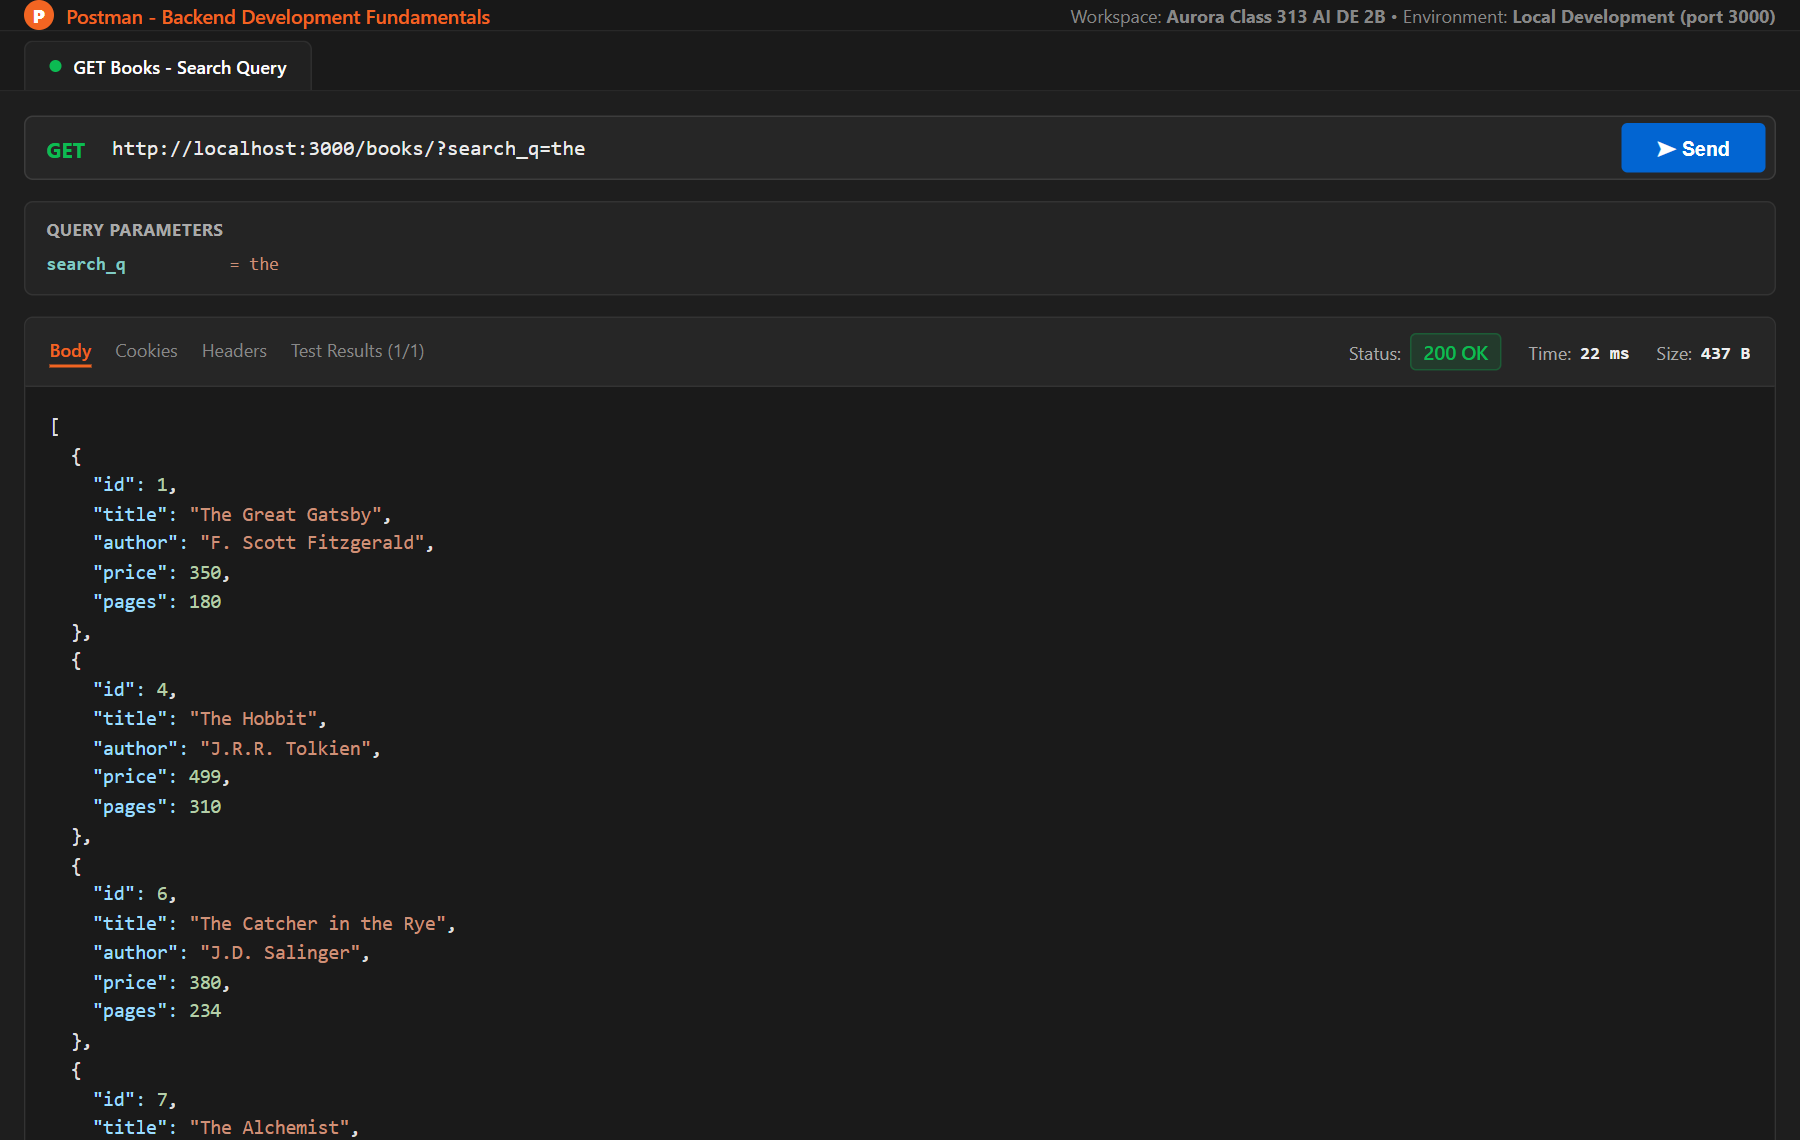 P Postman - Backend Development Fundamentals
Workspace: Aurora Class 313 AI DE 2B • Environment: Local Development (port 3000)
GET Books - Search Query
GET http://localhost:3000/books/?search_q=the
➤ Send
QUERY PARAMETERS
search_q = the
Body Cookies Headers Test Results (1/1)
Status: 200 OK Time: 22 ms Size: 437 B
[
  {
    "id": 1,
    "title": "The Great Gatsby",
    "author": "F. Scott Fitzgerald",
    "price": 350,
    "pages": 180
  },
  {
    "id": 4,
    "title": "The Hobbit",
    "author": "J.R.R. Tolkien",
    "price": 499,
    "pages": 310
  },
  {
    "id": 6,
    "title": "The Catcher in the Rye",
    "author": "J.D. Salinger",
    "price": 380,
    "pages": 234
  },
  {
    "id": 7,
    "title": "The Alchemist",